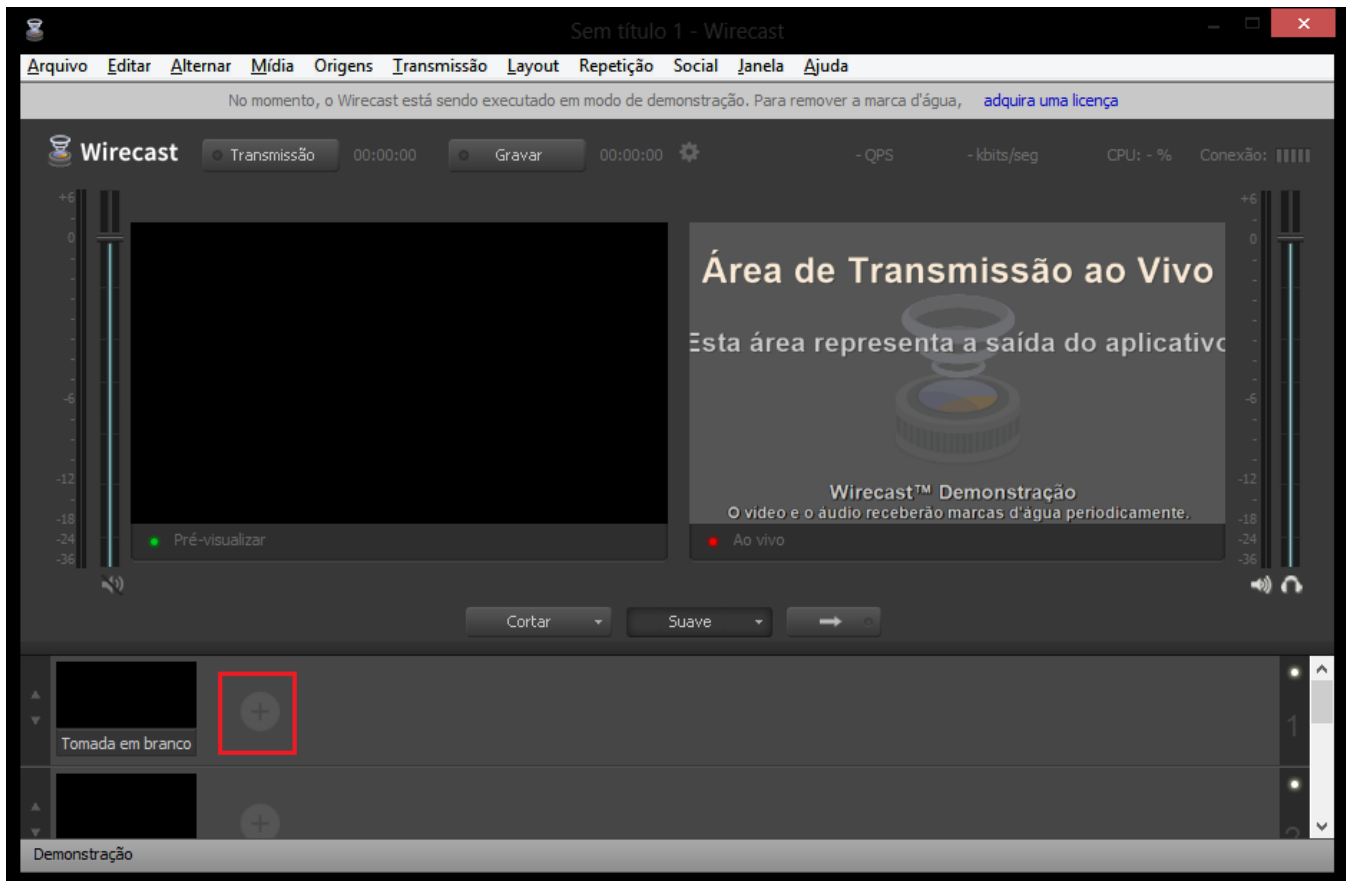 Sem título 1 - Wirecast
Arquivo Editar Alternar Mídia Origens Transmissão Layout Repetição Social Janela Ajuda
No momento, o Wirecast está sendo executado em modo de demonstração. Para remover a marca d'água, adquira uma licença
Wirecast Transmissão 00:00:00 Gravar 00:00:00 - QPS - kbits/seg CPU: - % Conexão:
+6 +6
0 0
Área de Transmissão ao Vivo
Esta área representa a saída do aplicativo
-6 -6
-12 -12
Wirecast™ Demonstração
O vídeo e o áudio receberão marcas d'água periodicamente.
-18 -18
-24 Pré-visualizar Ao vivo -24
-36 -36
Cortar Suave
1
Tomada em branco
2
Demonstração